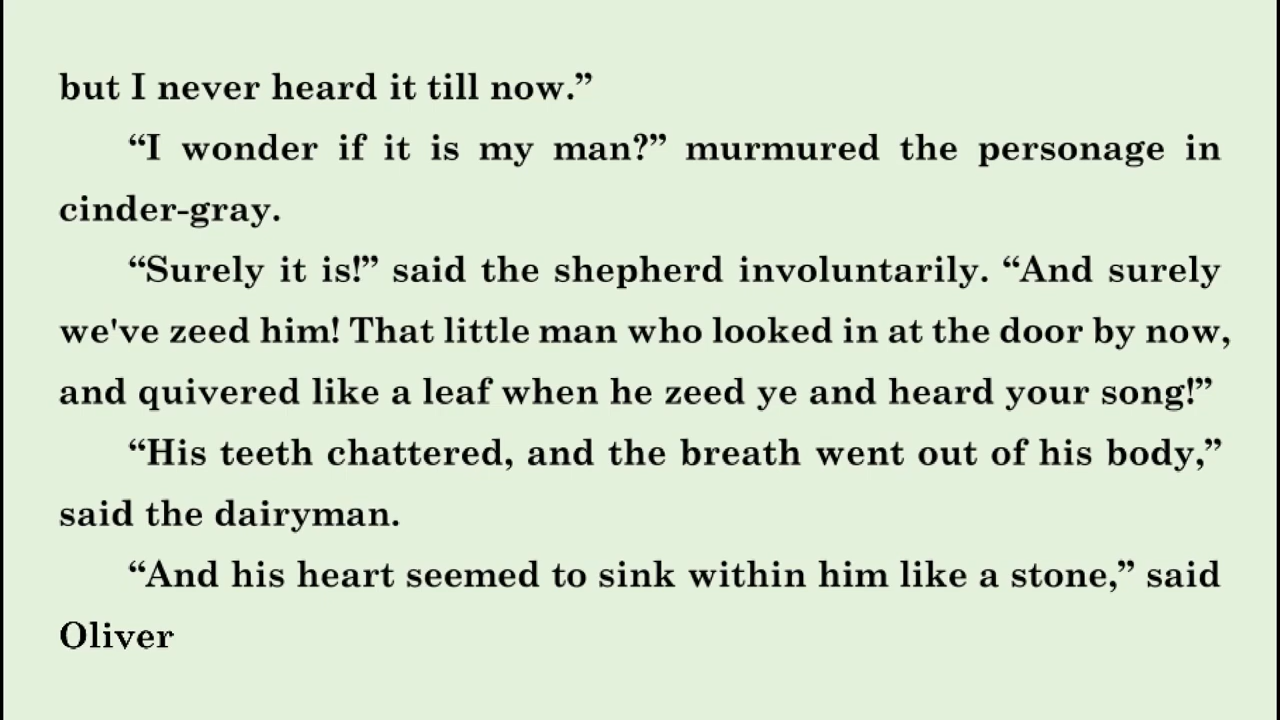 but I never heard it till now.”
“I wonder if it is my man?” murmured the personage in
cinder-gray.
“Surely it is!” said the shepherd involuntarily. “And surely
we've zeed him! That little man who looked in at the door by now,
and quivered like a leaf when he zeed ye and heard your song!”
“His teeth chattered, and the breath went out of his body,”
said the dairyman.
“And his heart seemed to sink within him like a stone,” said
Oliver